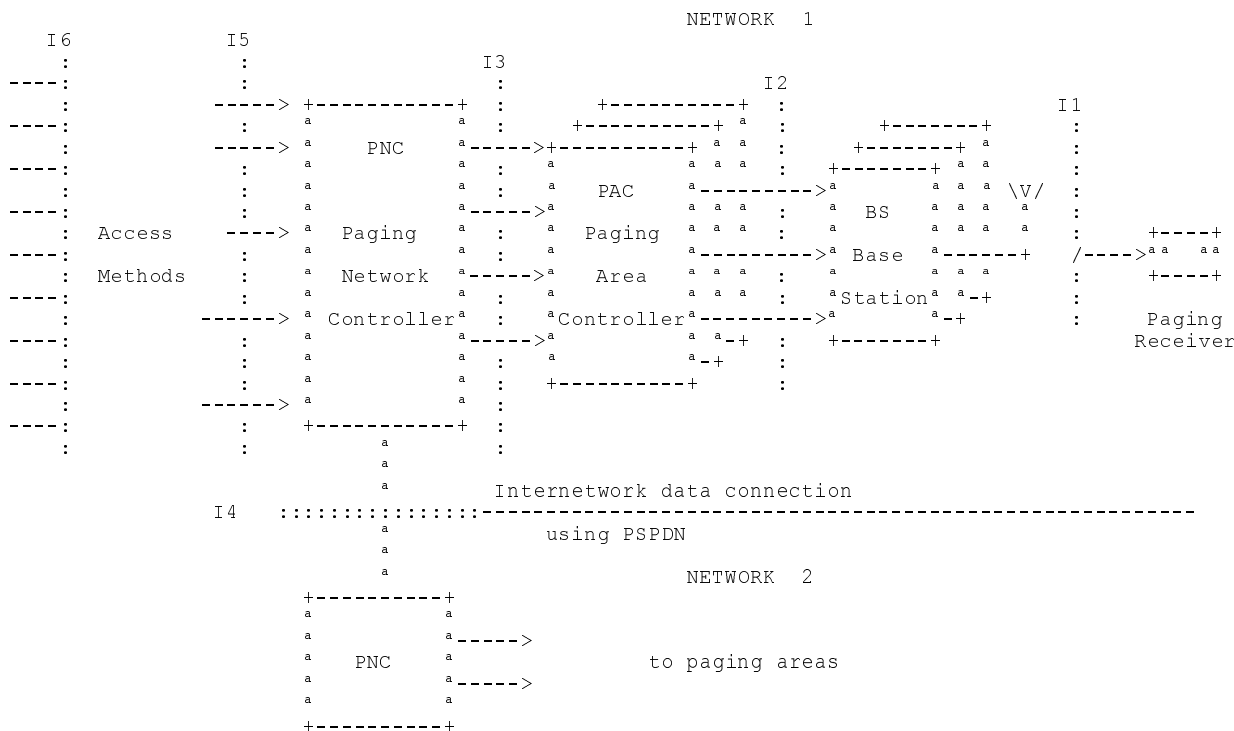 NETWORK 1
I6
I5
I3
I2
I1
PNC
Paging
Network
Controller
PAC
Paging
Area
Controller
BS
Base
Station
\V/
Access
Methods
Paging
Receiver
Internetwork data connection
I4
using PSPDN
NETWORK 2
PNC
to paging areas